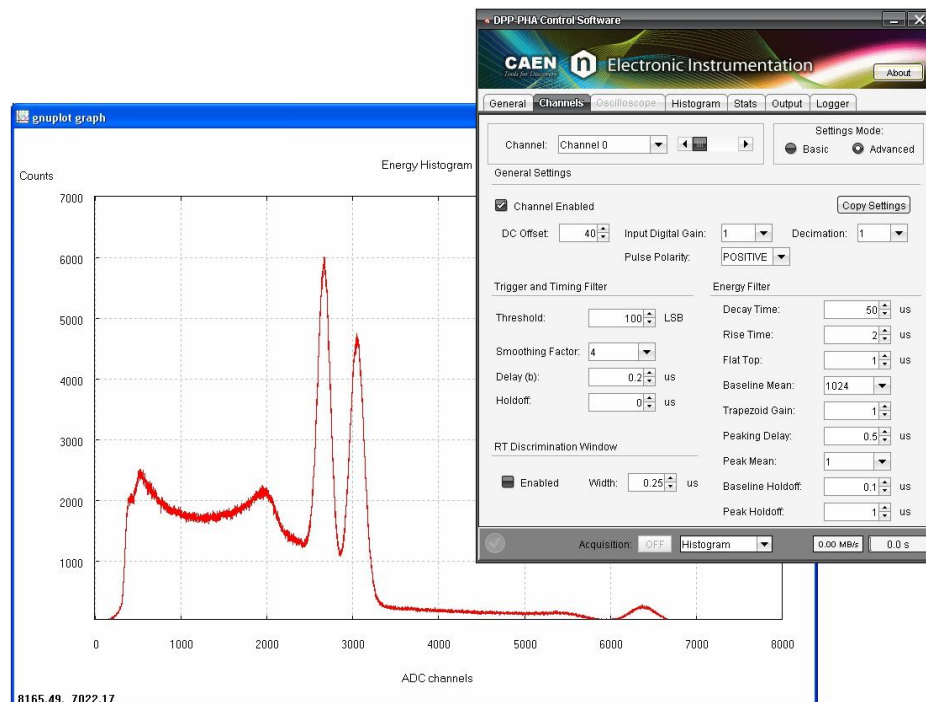 DPP-PHA Control Software
CAEN n Electronic Instrumentation
Tools for Discovery
About
General Channels Oscilloscope Histogram Stats Output Logger
Channel: Channel 0
Settings Mode:
Basic Advanced
General Settings
Channel Enabled Copy Settings
DC Offset: 40 Input Digital Gain: 1 Decimation: 1
Pulse Polarity: POSITIVE
Trigger and Timing Filter
Threshold: 100 LSB
Smoothing Factor: 4
Delay (b): 0.2 us
Holdoff: 0 us
RT Discrimination Window
Enabled Width: 0.25 us
Energy Filter
Decay Time: 50 us
Rise Time: 2 us
Flat Top: 1 us
Baseline Mean: 1024
Trapezoid Gain: 1
Peaking Delay: 0.5 us
Peak Mean: 1
Baseline Holdoff: 0.1 us
Peak Holdoff: 1 us
Acquisition: OFF Histogram 0.00 MB/s 0.0 s
gnuplot graph
Energy Histogram
Counts
7000
6000
5000
4000
3000
2000
1000
0 1000 2000 3000 4000 5000 6000 7000 8000
ADC channels
8165.49, 7022.17